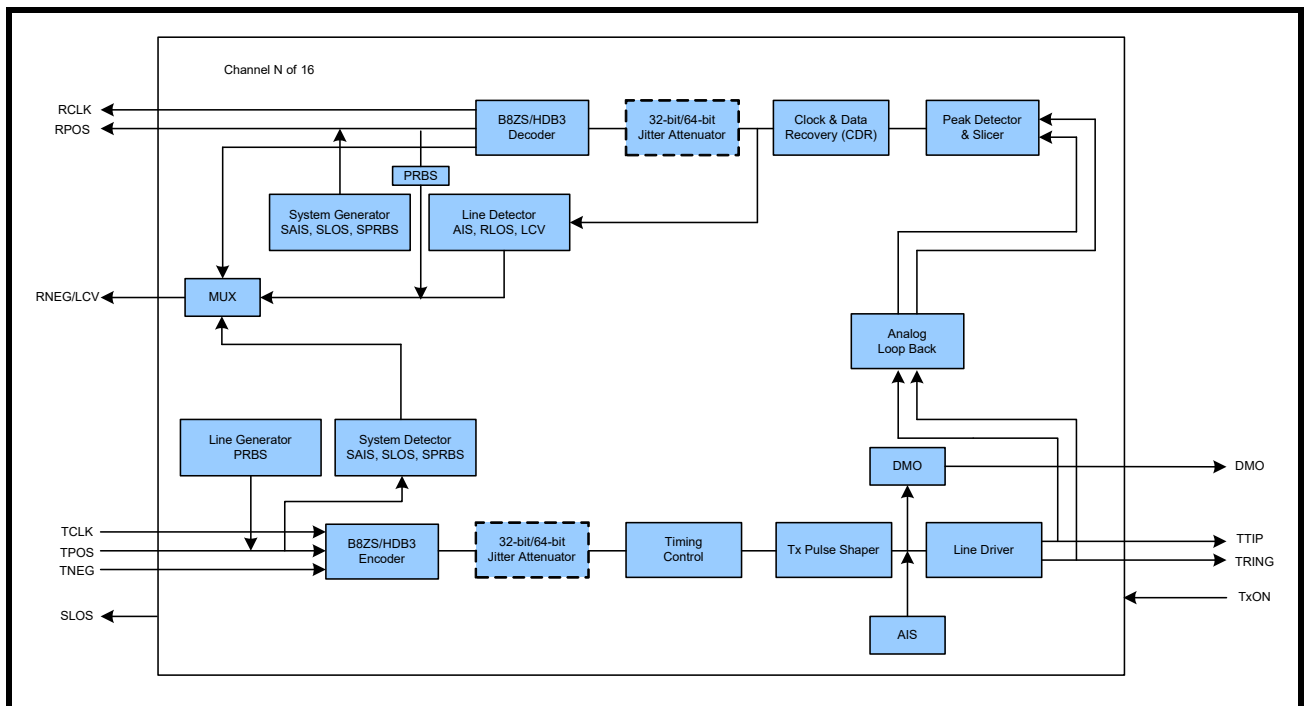 Channel N of 16
RCLK
RPOS
B8ZS/HDB3
Decoder
32-bit/64-bit
Jitter Attenuator
Clock & Data
Recovery (CDR)
Peak Detector
& Slicer
PRBS
System Generator
SAIS, SLOS, SPRBS
Line Detector
AIS, RLOS, LCV
RNEG/LCV
MUX
Analog
Loop Back
Line Generator
PRBS
System Detector
SAIS, SLOS, SPRBS
DMO
DMO
TCLK
TPOS
TNEG
B8ZS/HDB3
Encoder
32-bit/64-bit
Jitter Attenuator
Timing
Control
Tx Pulse Shaper
Line Driver
TTIP
TRING
TxON
SLOS
AIS